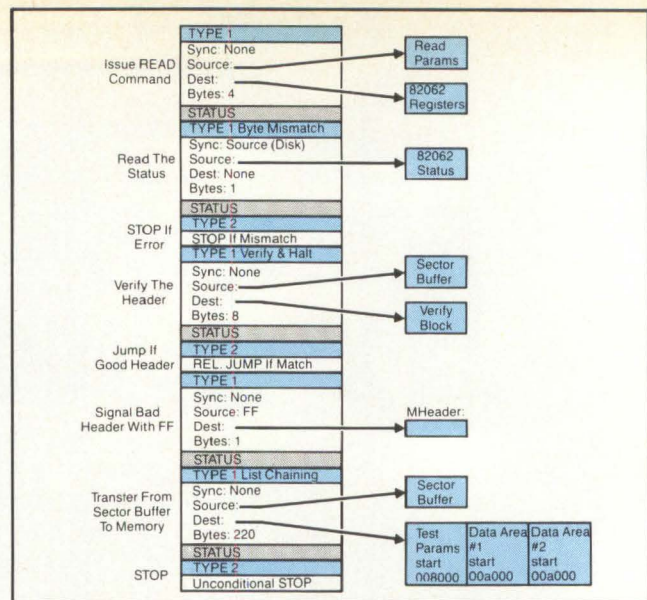 TYPE 1
Issue READ Command
Sync: None
Source:
Dest:
Bytes: 4
Read Params
82062 Registers
STATUS
TYPE 1 Byte Mismatch
Read The Status
Sync: Source (Disk)
Source:
Dest: None
Bytes: 1
82062 Status
STATUS
STOP If Error
TYPE 2
STOP If Mismatch
TYPE 1 Verify & Halt
Verify The Header
Sync: None
Source:
Dest:
Bytes: 8
Sector Buffer
Verify Block
STATUS
Jump If Good Header
TYPE 2
REL. JUMP If Match
TYPE 1
Signal Bad Header With FF
Sync: None
Source: FF
Dest:
Bytes: 1
MHeader:
STATUS
TYPE 1 List Chaining
Transfer From Sector Buffer To Memory
Sync: None
Source:
Dest:
Bytes: 220
Sector Buffer
Test Params start 008000
Data Area #1 start 00a000
Data Area #2 start 00a000
STATUS
STOP
TYPE 2
Unconditional STOP